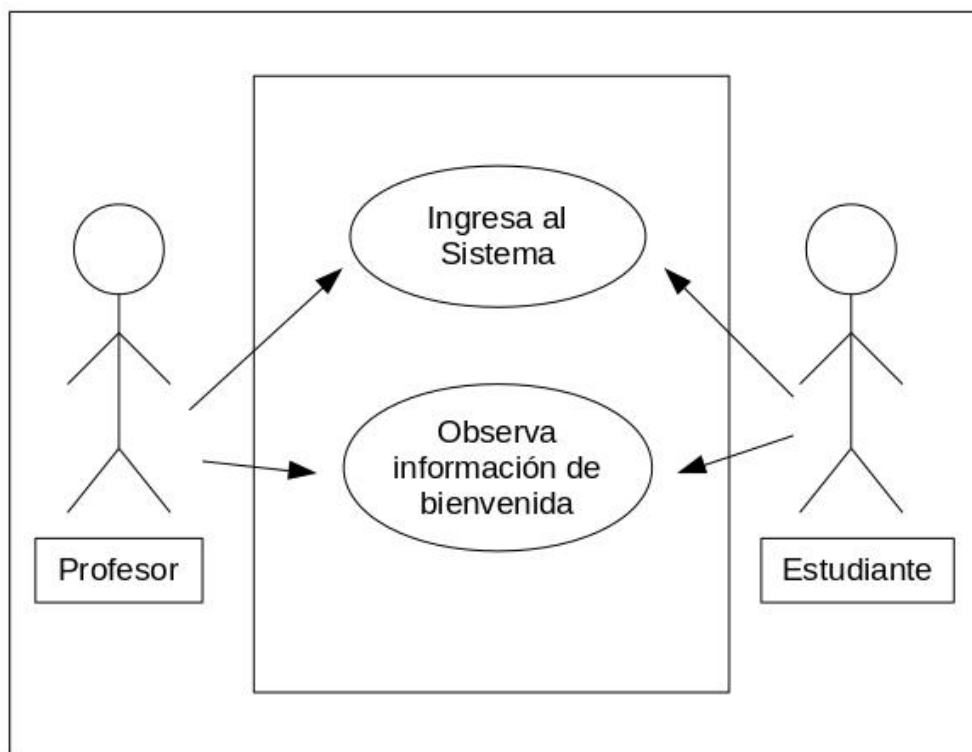 Ingresa al
Sistema
Observa
información de
bienvenida
Profesor
Estudiante